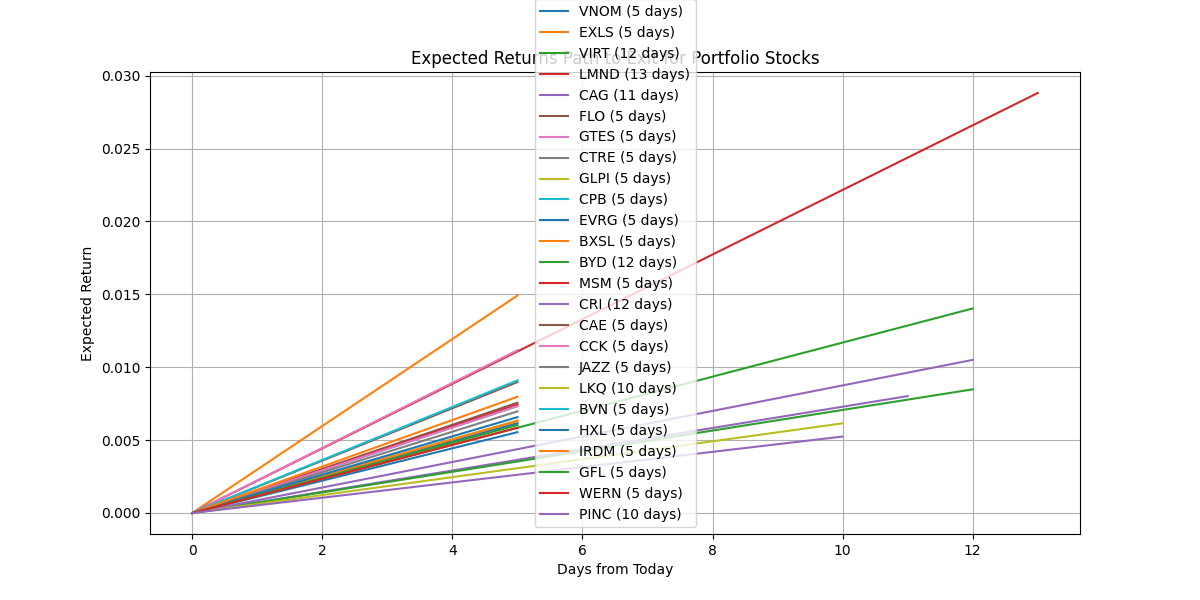 VNOM (5 days)
EXLS (5 days)
VIRT (12 days)
Expected Returns Path to Exit for Portfolio Stocks
LMND (13 days)
CAG (11 days)
FLO (5 days)
GTES (5 days)
CTRE (5 days)
GLPI (5 days)
CPB (5 days)
EVRG (5 days)
BXSL (5 days)
BYD (12 days)
MSM (5 days)
CRI (12 days)
CAE (5 days)
CCK (5 days)
JAZZ (5 days)
LKQ (10 days)
BVN (5 days)
HXL (5 days)
IRDM (5 days)
GFL (5 days)
WERN (5 days)
PINC (10 days)
Expected Return
0.030
0.025
0.020
0.015
0.010
0.005
0.000
0 2 4 6 8 10 12
Days from Today